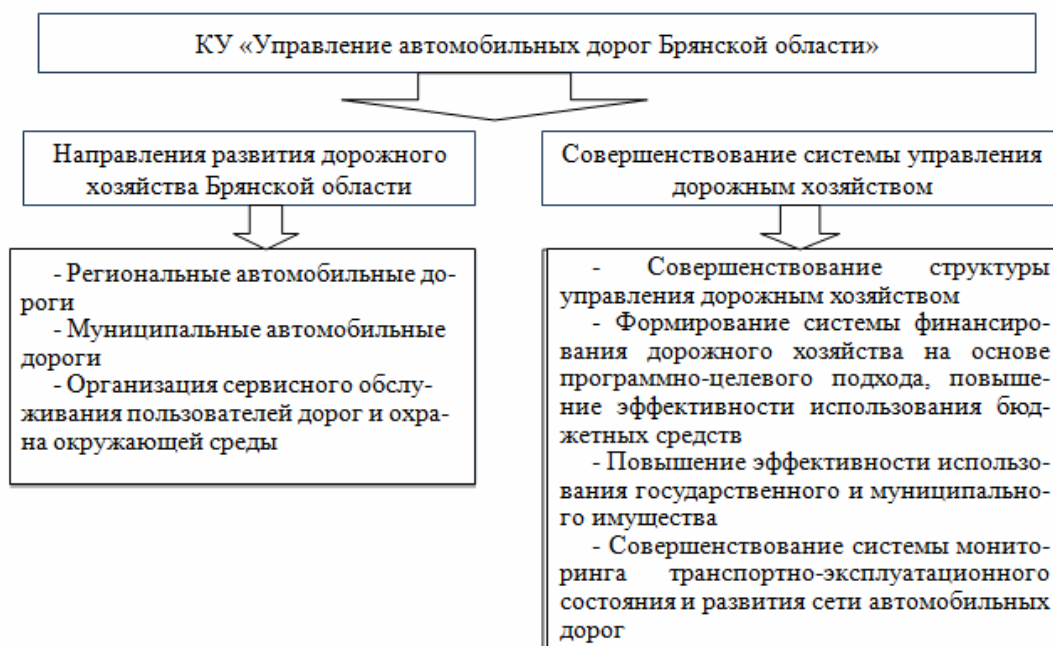 КУ «Управление автомобильных дорог Брянской области»
Направления развития дорожного
хозяйства Брянской области
- Региональные автомобильные до-
роги
- Муниципальные автомобильные
дороги
- Организация сервисного обслу-
живания пользователей дорог и охра-
на окружающей среды
Совершенствование системы управления
дорожным хозяйством
- Совершенствование структуры
управления дорожным хозяйством
- Формирование системы финансиро-
вания дорожного хозяйства на основе
программно-целевого подхода, повыше-
ние эффективности использования бюд-
жетных средств
- Повышение эффективности использо-
вания государственного и муниципально-
го имущества
- Совершенствование системы монито-
ринга транспортно-эксплуатационного
состояния и развития сети автомобильных
дорог